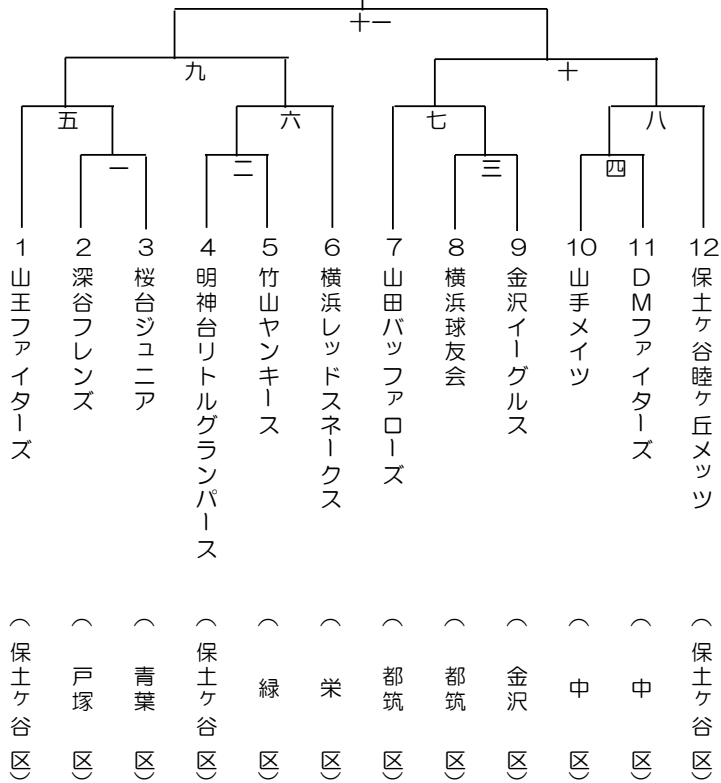 十一
九
十
五
六
七
八
一
二
三
四
1 山王ファイターズ (保土ヶ谷 区)
2 深谷フレンズ (戸塚 区)
3 桜台ジュニア (青葉 区)
4 明神台リトルグランパース (保土ヶ谷 区)
5 竹山ヤンキース (緑 区)
6 横浜レッドスネークス (栄 区)
7 山田バッファローズ (都筑 区)
8 横浜球友会 (都筑 区)
9 金沢イーグルス (金沢 区)
10 山手メイツ (中 区)
11 DMファイターズ (中 区)
12 保土ヶ谷睦ヶ丘メッツ (保土ヶ谷 区)